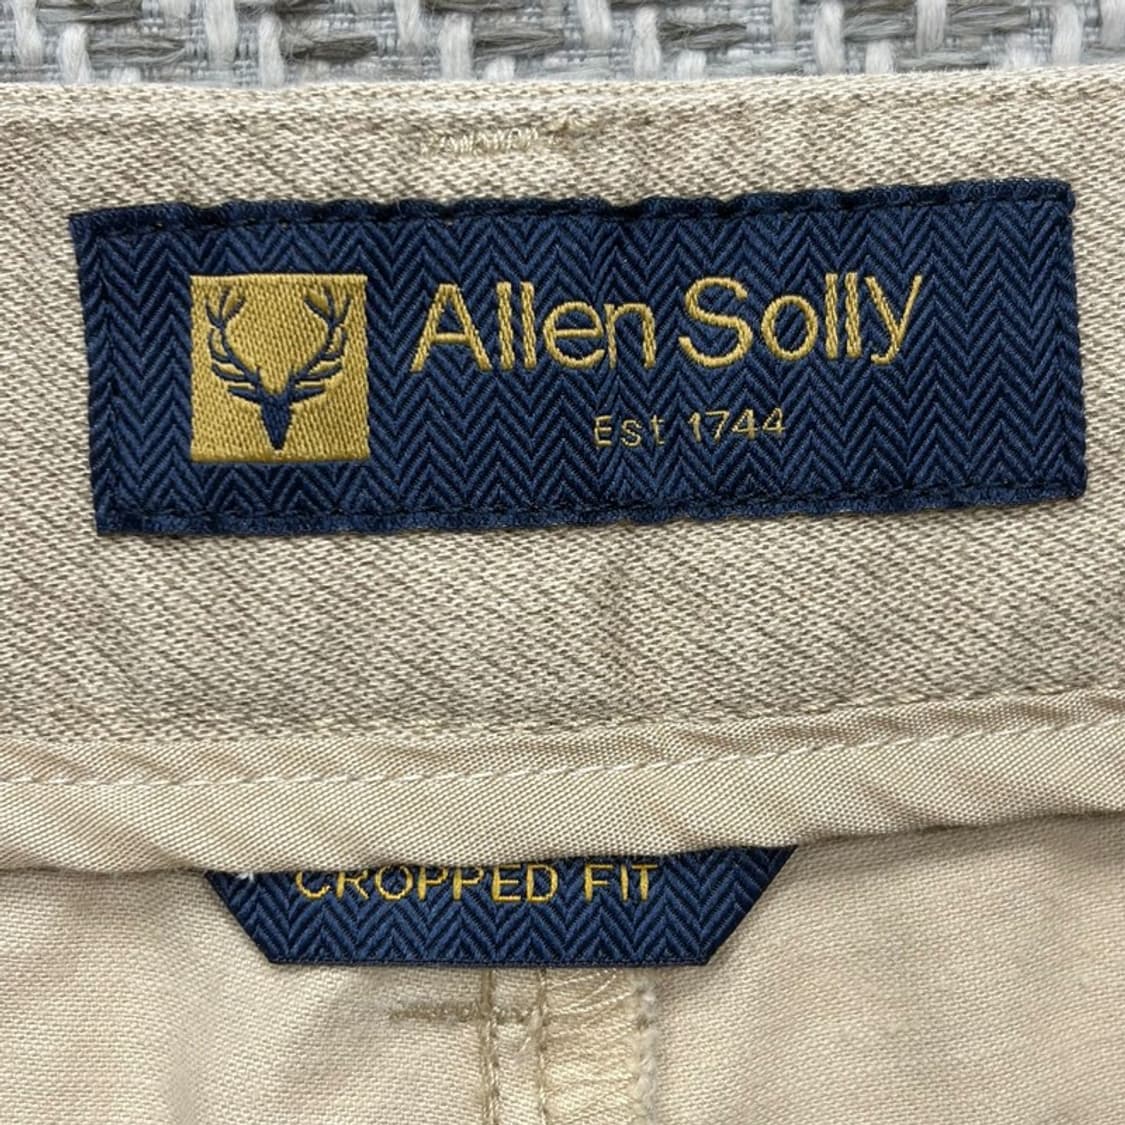 Allen Solly
Est 1744
CROPPED FIT